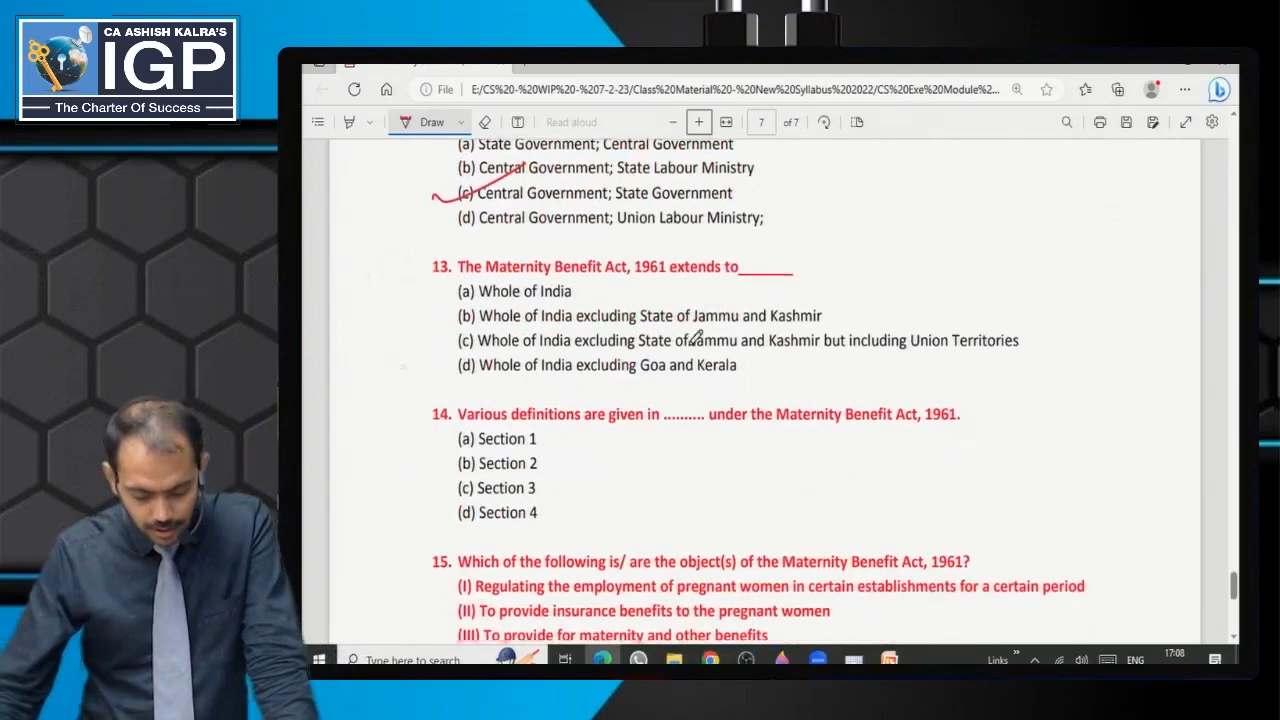 CA ASHISH KALRA'S
IGP
The Charter Of Success
File
E:/CS%20-%20WIP%20-%207-2-23/Class%20Material%20-%20New%20Syllabus%202022/CS%20Exe%20Module%2...
Draw
Read aloud
7
of 7
(a) State Government; Central Government
(b) Central Government; State Labour Ministry
(c) Central Government; State Government
(d) Central Government; Union Labour Ministry;
13. The Maternity Benefit Act, 1961 extends to_______
(a) Whole of India
(b) Whole of India excluding State of Jammu and Kashmir
(c) Whole of India excluding State of Jammu and Kashmir but including Union Territories
(d) Whole of India excluding Goa and Kerala
14. Various definitions are given in .......... under the Maternity Benefit Act, 1961.
(a) Section 1
(b) Section 2
(c) Section 3
(d) Section 4
15. Which of the following is/ are the object(s) of the Maternity Benefit Act, 1961?
(I) Regulating the employment of pregnant women in certain establishments for a certain period
(II) To provide insurance benefits to the pregnant women
(III) To provide for maternity and other benefits
Type here to search
Links
ENG
17:08